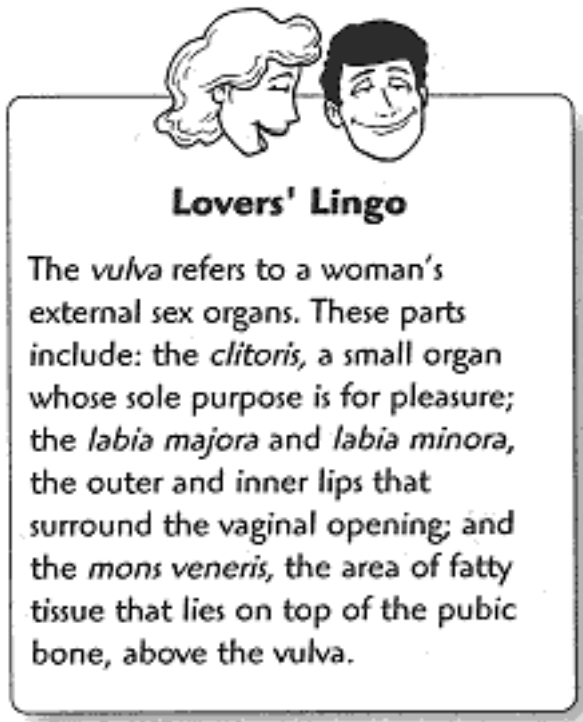 Lovers' Lingo
The vulva refers to a woman's
external sex organs. These parts
include: the clitoris, a small organ
whose sole purpose is for pleasure;
the labia majora and labia minora,
the outer and inner lips that
surround the vaginal opening; and
the mons veneris, the area of fatty
tissue that lies on top of the pubic
bone, above the vulva.